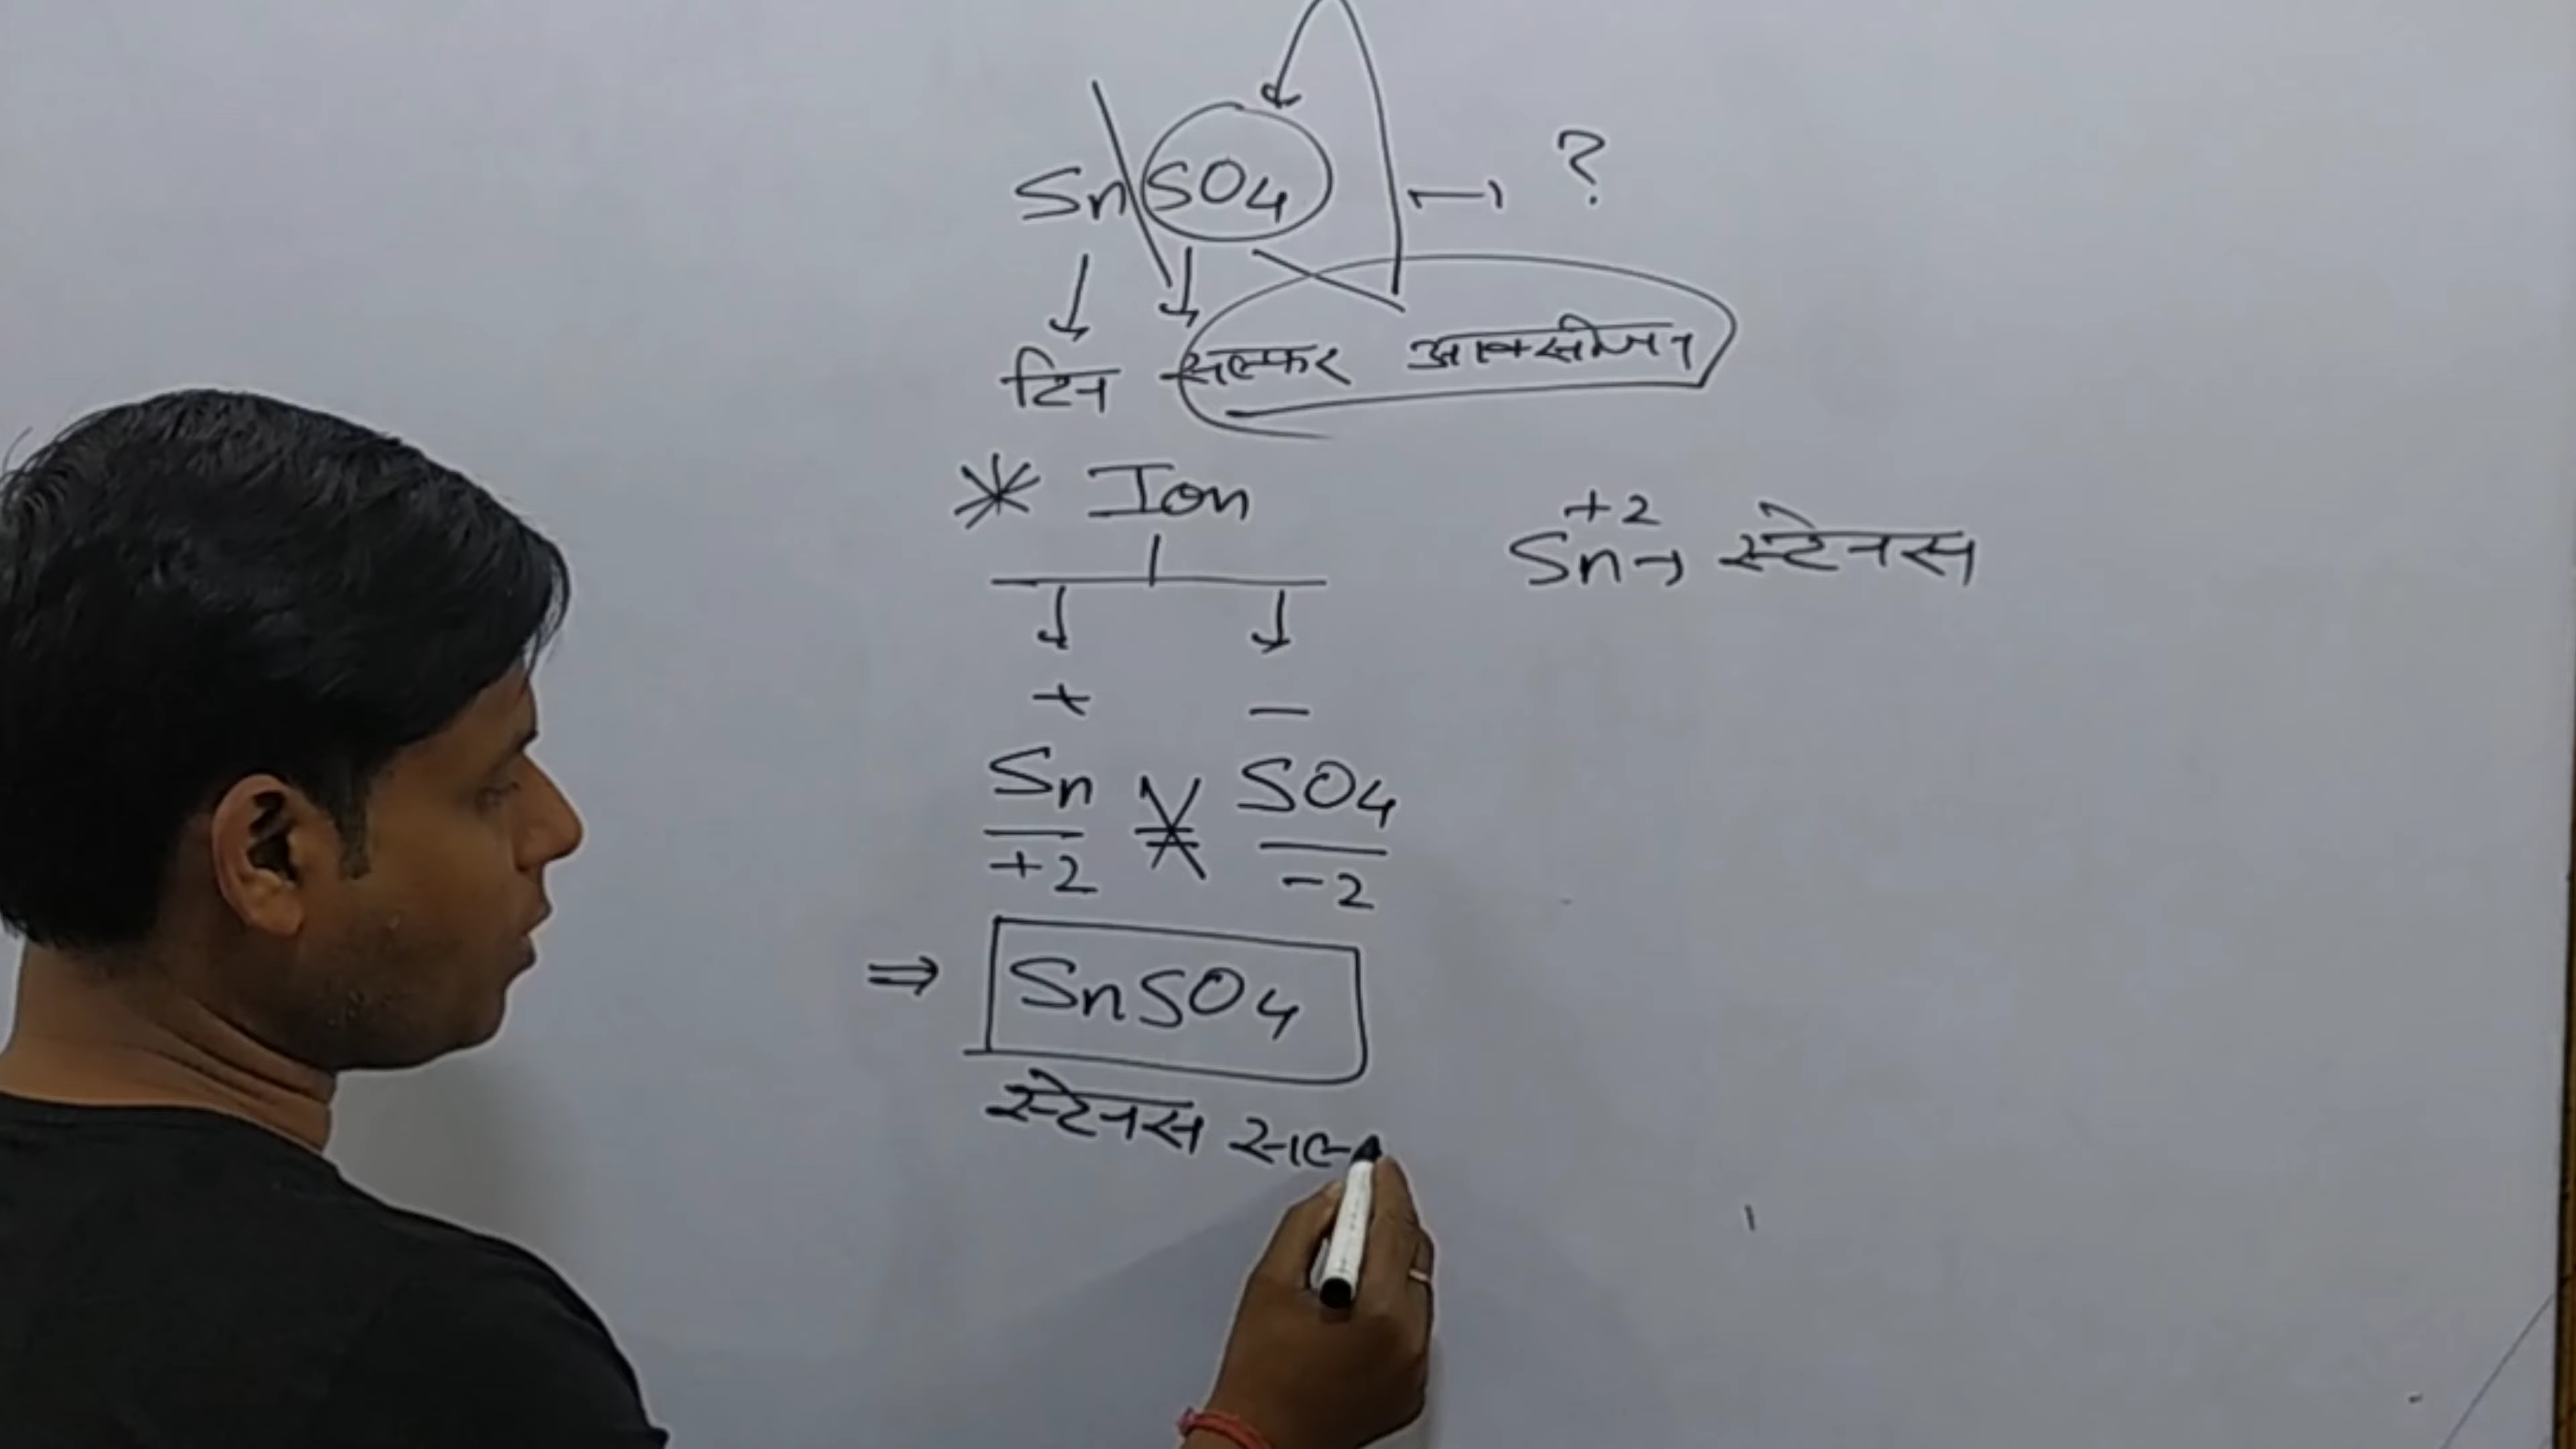 SnSO4 → ?
टिन सल्फर आक्सीजन
* Ion
Sn+2 → स्टेनस
+ -
Sn SO4
+2 -2
⇒ SnSO4
स्टेनस सल्